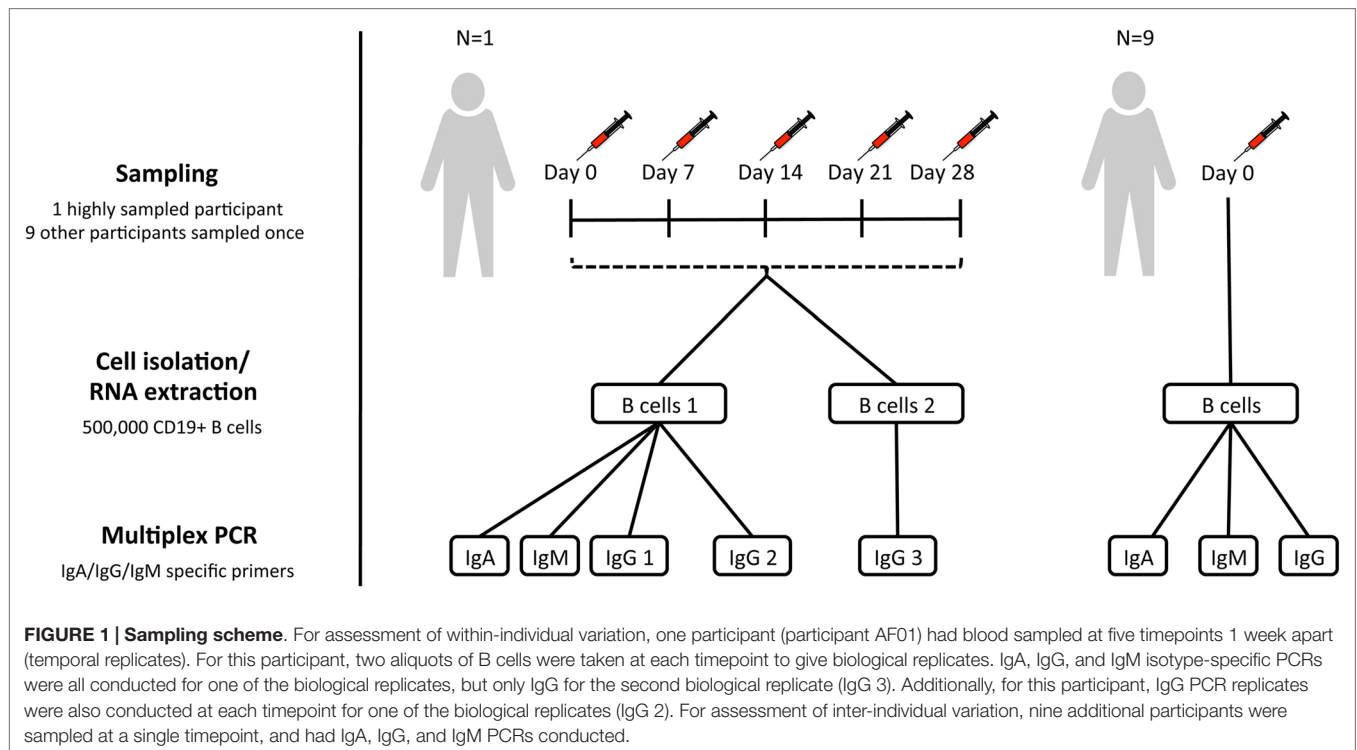 N=1
N=9
Sampling
1 highly sampled participant
9 other participants sampled once
Day 0
Day 7
Day 14
Day 21
Day 28
Day 0
Cell isolation/
RNA extraction
500,000 CD19+ B cells
B cells 1
B cells 2
B cells
Multiplex PCR
IgA/IgG/IgM specific primers
IgA
IgM
IgG 1
IgG 2
IgG 3
IgA
IgM
IgG
FIGURE 1 | Sampling scheme. For assessment of within-individual variation, one participant (participant AF01) had blood sampled at five timepoints 1 week apart
(temporal replicates). For this participant, two aliquots of B cells were taken at each timepoint to give biological replicates. IgA, IgG, and IgM isotype-specific PCRs
were all conducted for one of the biological replicates, but only IgG for the second biological replicate (IgG 3). Additionally, for this participant, IgG PCR replicates
were also conducted at each timepoint for one of the biological replicates (IgG 2). For assessment of inter-individual variation, nine additional participants were
sampled at a single timepoint, and had IgA, IgG, and IgM PCRs conducted.